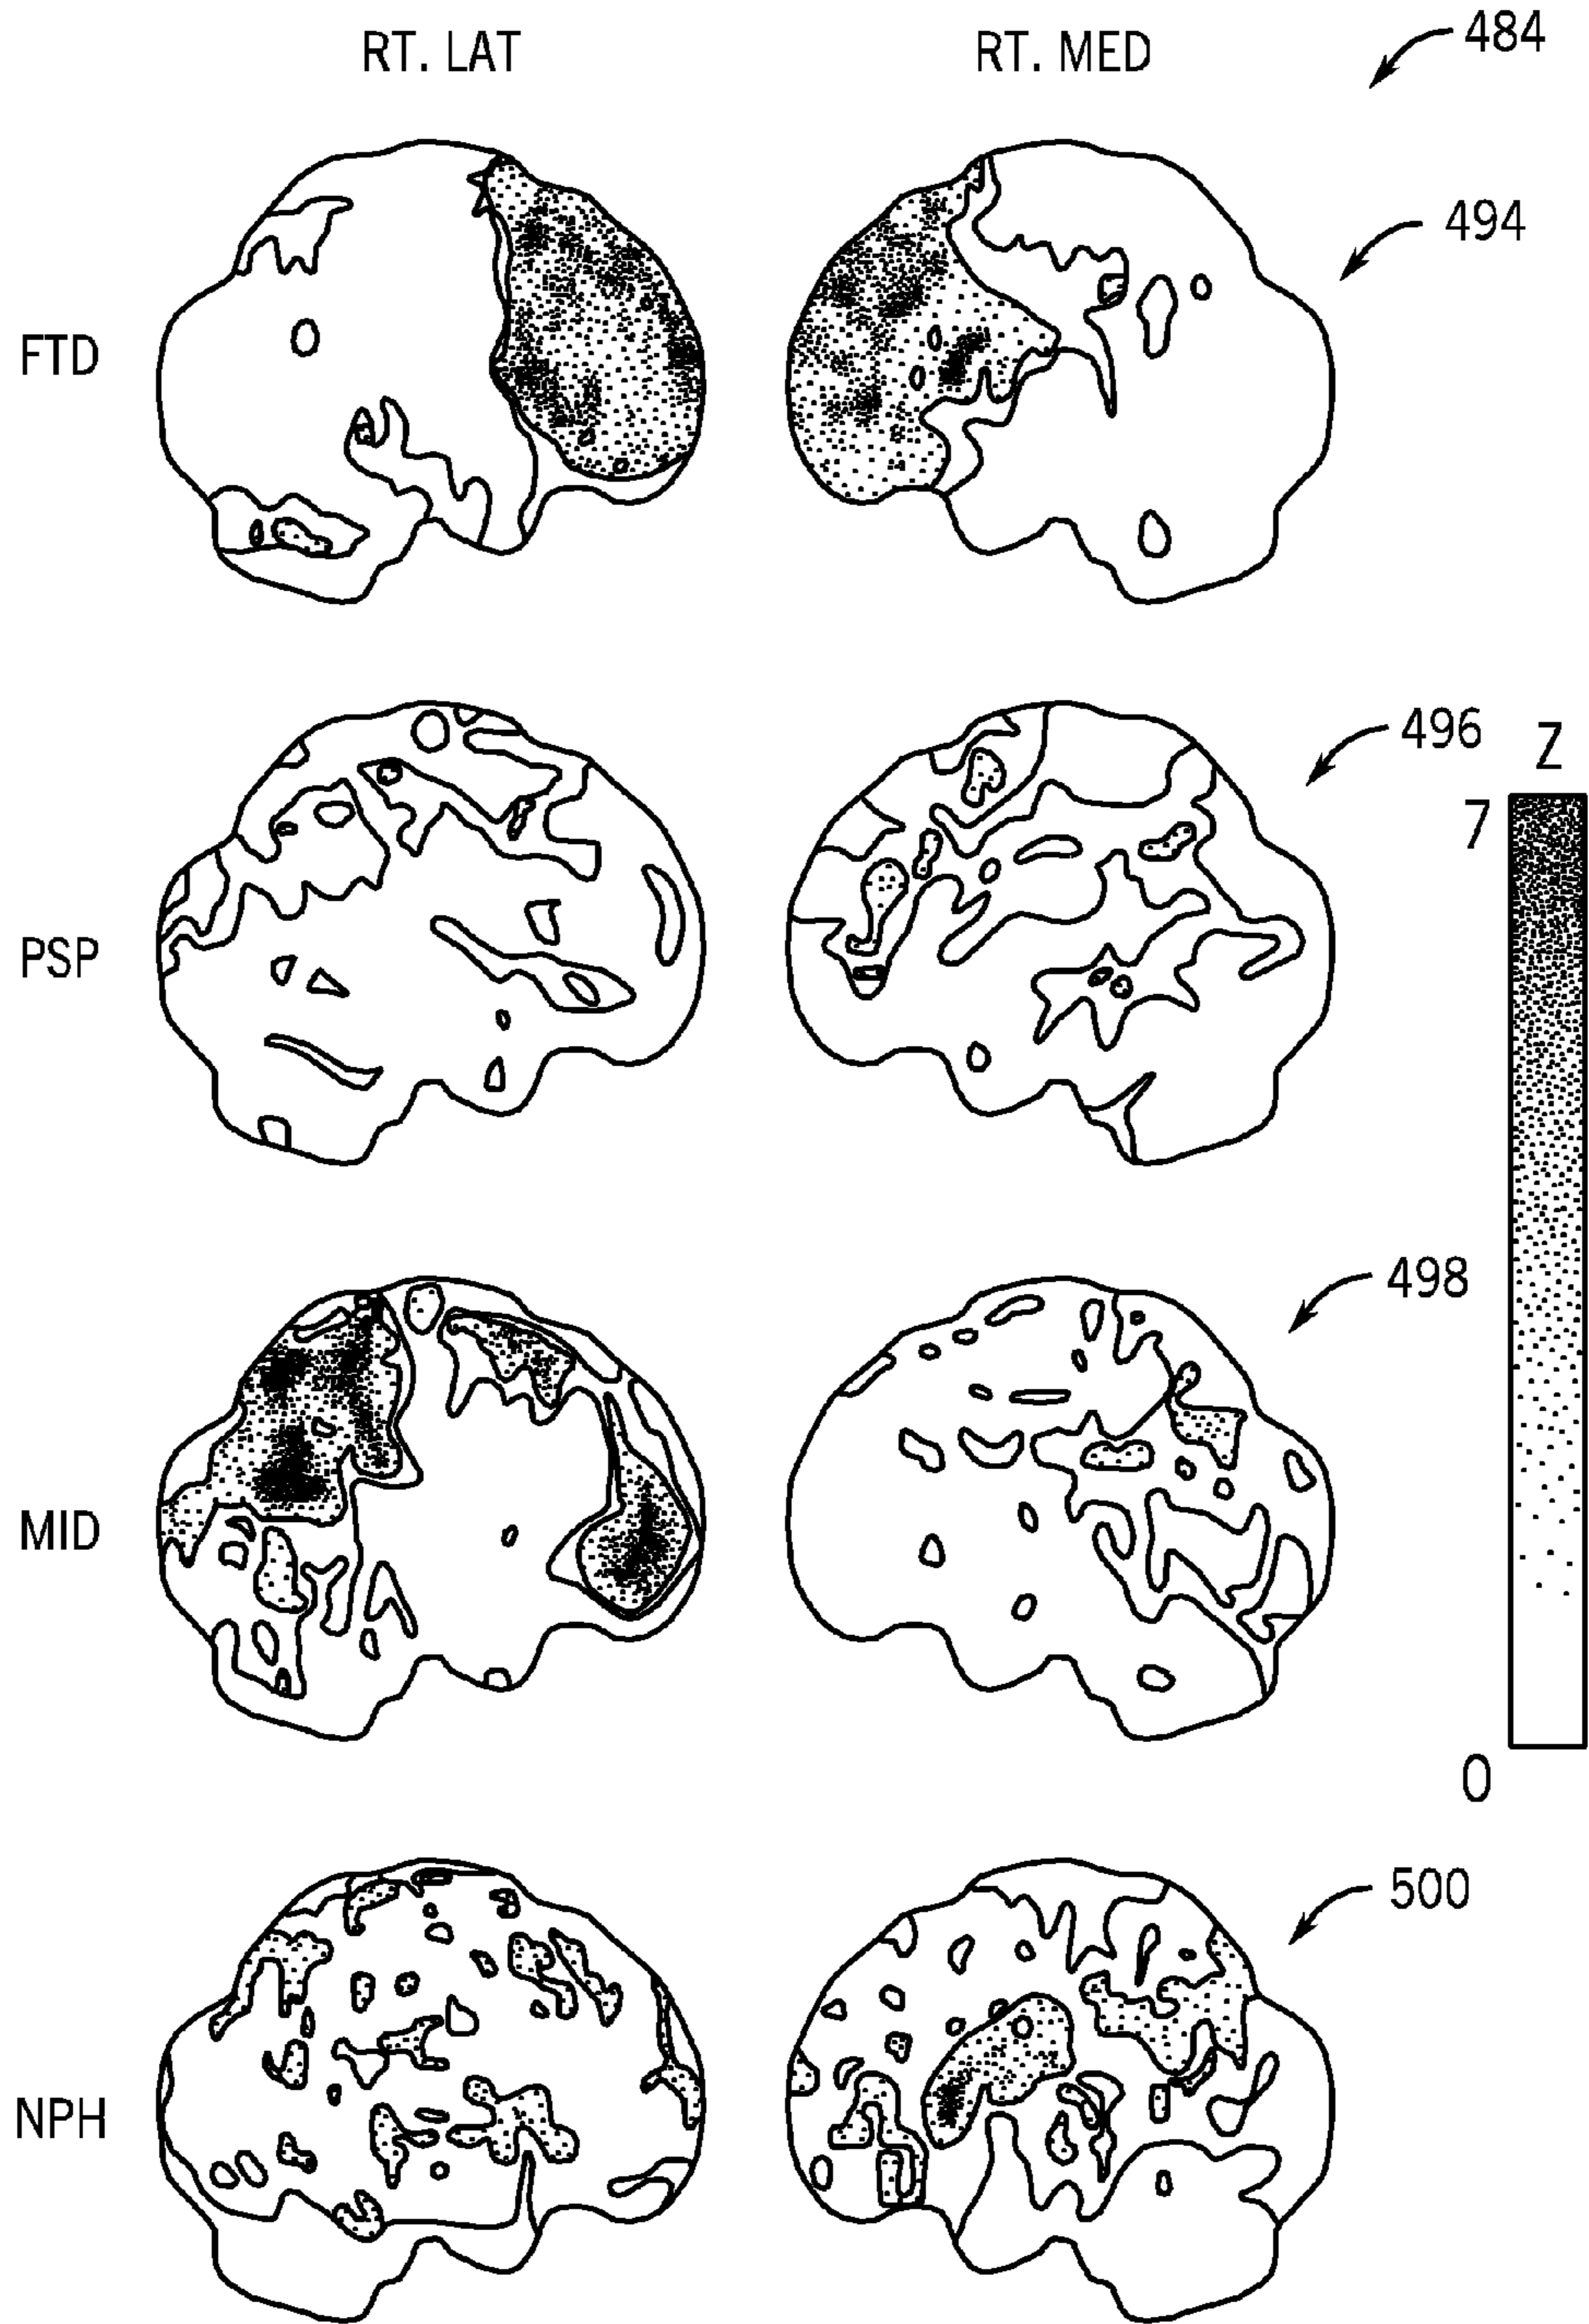 RT. LAT RT. MED 484
494
FTD
496 Z
7
PSP
498
MID
0
500
NPH